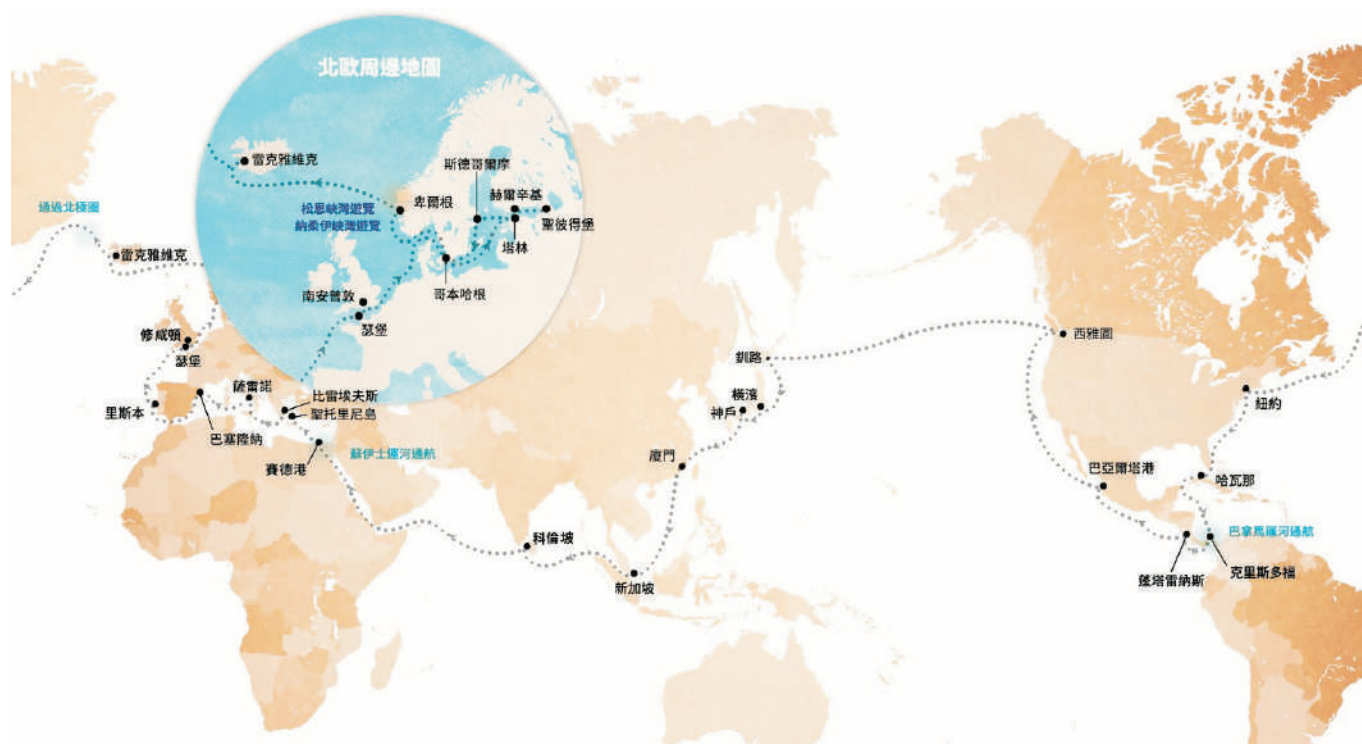 北歐周邊地圖
雷克雅維克
斯德哥爾摩
赫爾辛基
松恩峽灣遊覽
納柔伊峽灣遊覽
卑爾根
聖彼得堡
塔林
哥本哈根
南安普敦
瑟堡
通過北極圈
雷克雅維克
修咸頓
瑟堡
里斯本
巴塞隆納
薩雷諾
比雷埃夫斯
聖托里尼島
賽德港
蘇伊士運河通航
科倫坡
新加坡
廈門
神戶
橫濱
釧路
西雅圖
紐約
巴亞爾塔港
哈瓦那
巴拿馬運河通航
蓬塔雷納斯
克里斯多福